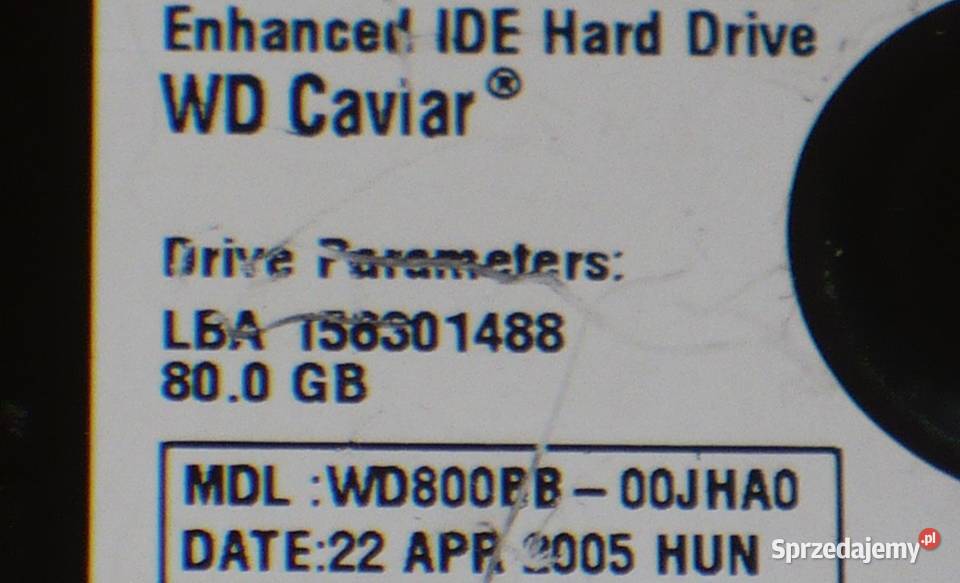 Enhanced IDE Hard Drive
WD Caviar®
Drive Parameters:
LBA 156301488
80.0 GB
MDL :WD800BB-00JHA0
DATE:22 APR 2005 HUN
Sprzedajemy.pl